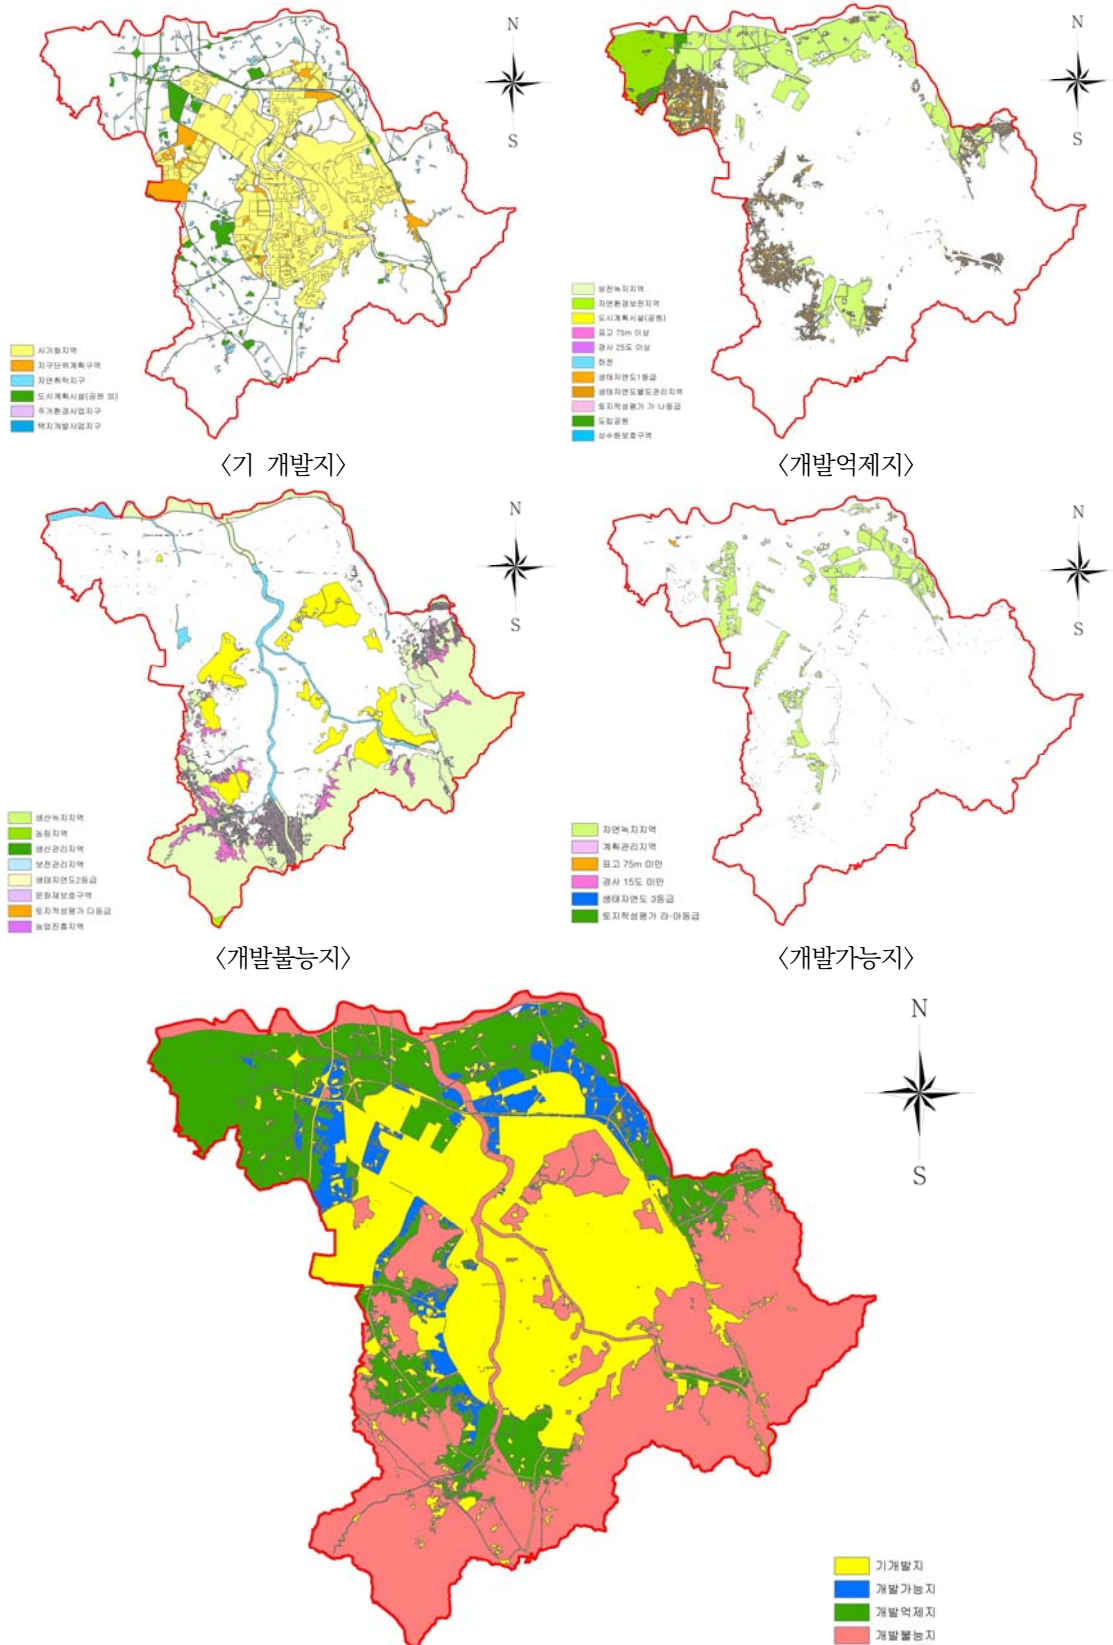 N
S
시가화지역
지구단위계획구역
자연취락지구
도시계획시설(공원 외)
주거환경사업지구
택지개발사업지구
〈기 개발지〉
N
S
보전녹지지역
자연환경보전지역
도시계획시설(공원)
표고 75m 이상
경사 25도 이상
하천
생태자연도1등급
생태자연도별도관리지역
토지적성평가 가·나등급
도립공원
상수원보호구역
〈개발억제지〉
N
S
생산녹지지역
농림지역
생산관리지역
보전관리지역
생태자연도2등급
문화재보호구역
토지적성평가 다등급
농업진흥지역
〈개발불능지〉
N
S
자연녹지지역
계획관리지역
표고 75m 미만
경사 15도 미만
생태자연도 3등급
토지적성평가 라·마등급
〈개발가능지〉
N
S
기개발지
개발가능지
개발억제지
개발불능지